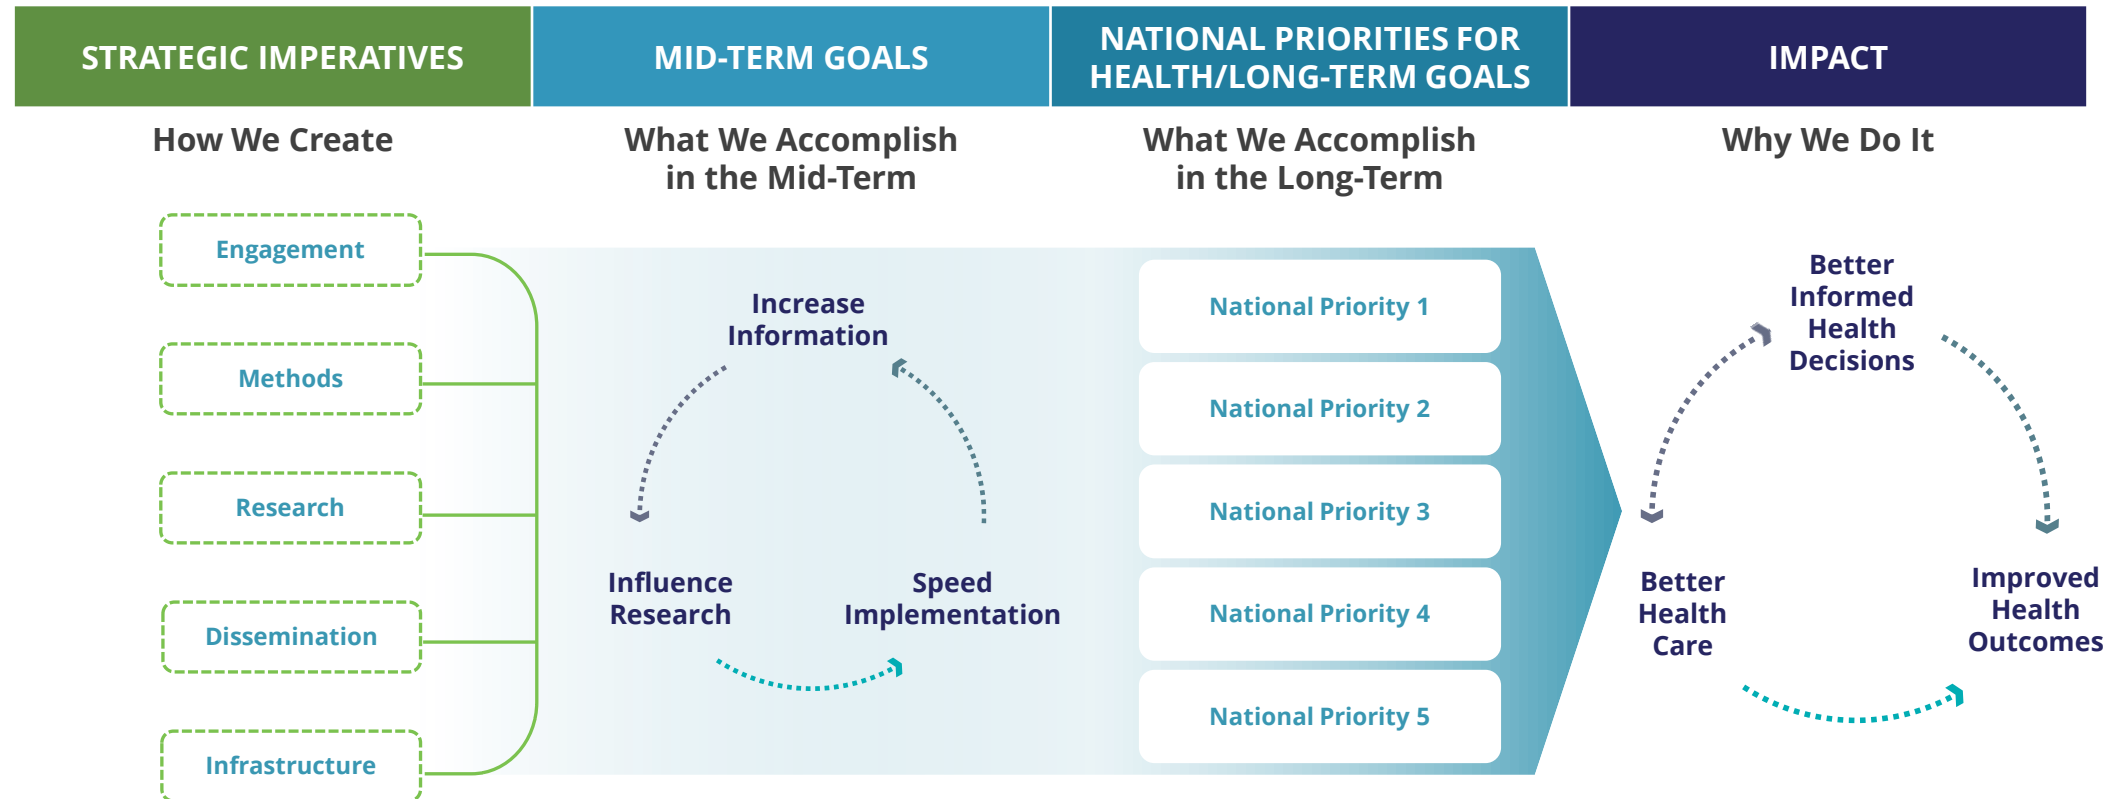 STRATEGIC IMPERATIVES
How We Create
Engagement
Methods
Research
Dissemination
Infrastructure
MID-TERM GOALS
What We Accomplish
in the Mid-Term
Increase
Information
Influence
Research
Speed
Implementation
NATIONAL PRIORITIES FOR
HEALTH/LONG-TERM GOALS
What We Accomplish
in the Long-Term
National Priority 1
National Priority 2
National Priority 3
National Priority 4
National Priority 5
IMPACT
Why We Do It
Better
Informed
Health
Decisions
Better
Health
Care
Improved
Health
Outcomes